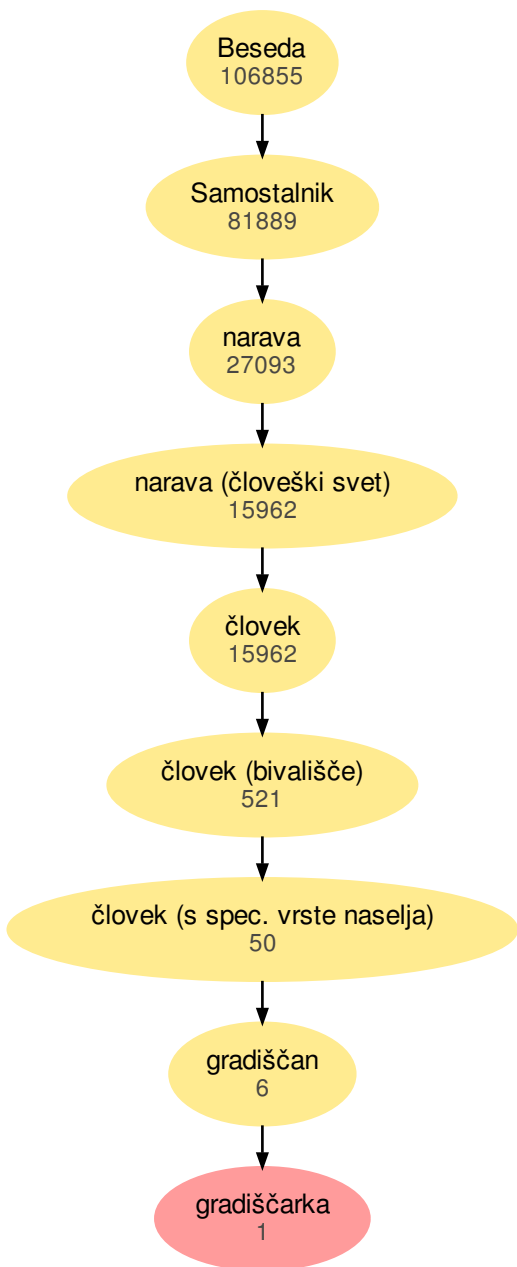 Beseda
106855
Samostalnik
81889
narava
27093
narava (človeški svet)
15962
človek
15962
človek (bivališče)
521
človek (s spec. vrste naselja)
50
gradiščan
6
gradiščarka
1